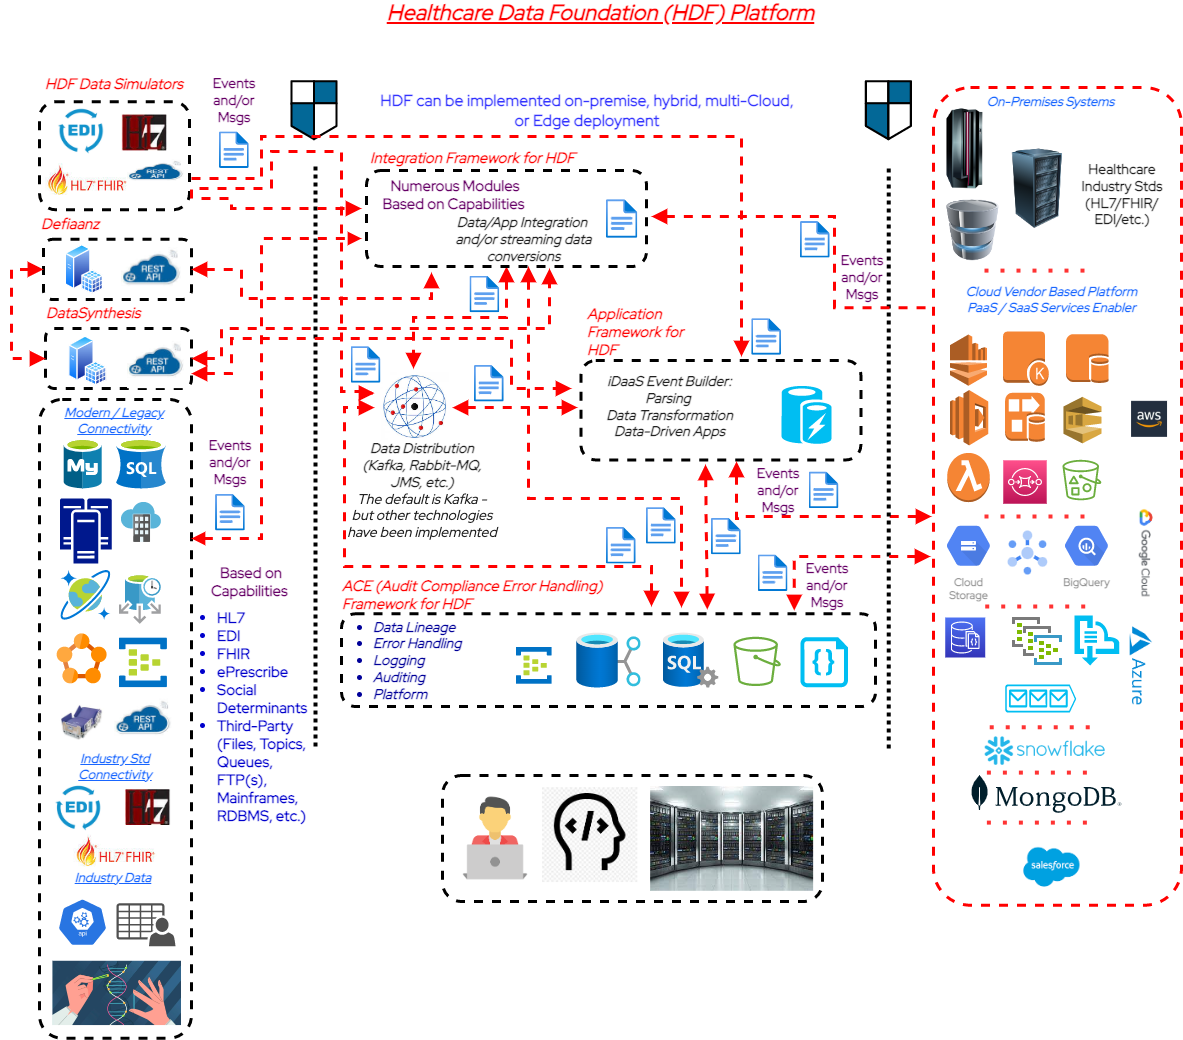 Healthcare Data Foundation (HDF) Platform
HDF Data Simulators
EDI
HL7
HL7® FHIR®
REST
API
Events
and/or
Msgs
HDF can be implemented on-premise, hybrid, multi-Cloud,
or Edge deployment
Defiaanz
REST
API
DataSynthesis
REST
API
Modern / Legacy
Connectivity
My
SQL
REST
API
Industry Std
Connectivity
EDI
HL7
HL7® FHIR®
Industry Data
api
Events
and/or
Msgs
Based on
Capabilities
• HL7
• EDI
• FHIR
• ePrescribe
• Social
Determinants
• Third-Party
(Files, Topics,
Queues,
FTP(s),
Mainframes,
RDBMS, etc.)
Integration Framework for HDF
Numerous Modules
Based on Capabilities
Data/App Integration
and/or streaming data
conversions
Data Distribution
(Kafka, Rabbit-MQ,
JMS, etc.)
The default is Kafka -
but other technologies
have been implemented
Application
Framework for
HDF
iDaaS Event Builder:
Parsing
Data Transformation
Data-Driven Apps
Events
and/or
Msgs
Events
and/or
Msgs
Events
and/or
Msgs
ACE (Audit Compliance Error Handling)
Framework for HDF
• Data Lineage
• Error Handling
• Logging
• Auditing
• Platform
SQL
{}
</>
On-Premises Systems
Healthcare
Industry Stds
(HL7/FHIR/
EDI/etc.)
Cloud Vendor Based Platform
PaaS / SaaS Services Enabler
K
aws
λ
Cloud
Storage
BigQuery
Google Cloud
Azure
snowflake
MongoDB®
salesforce